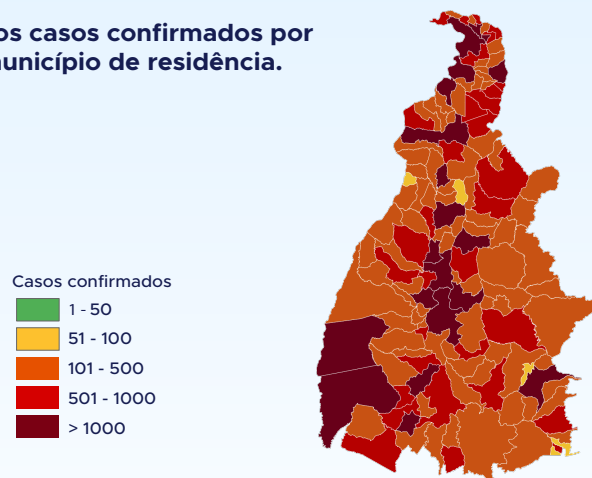 os casos confirmados por
município de residência.
Casos confirmados
1 - 50
51 - 100
101 - 500
501 - 1000
> 1000